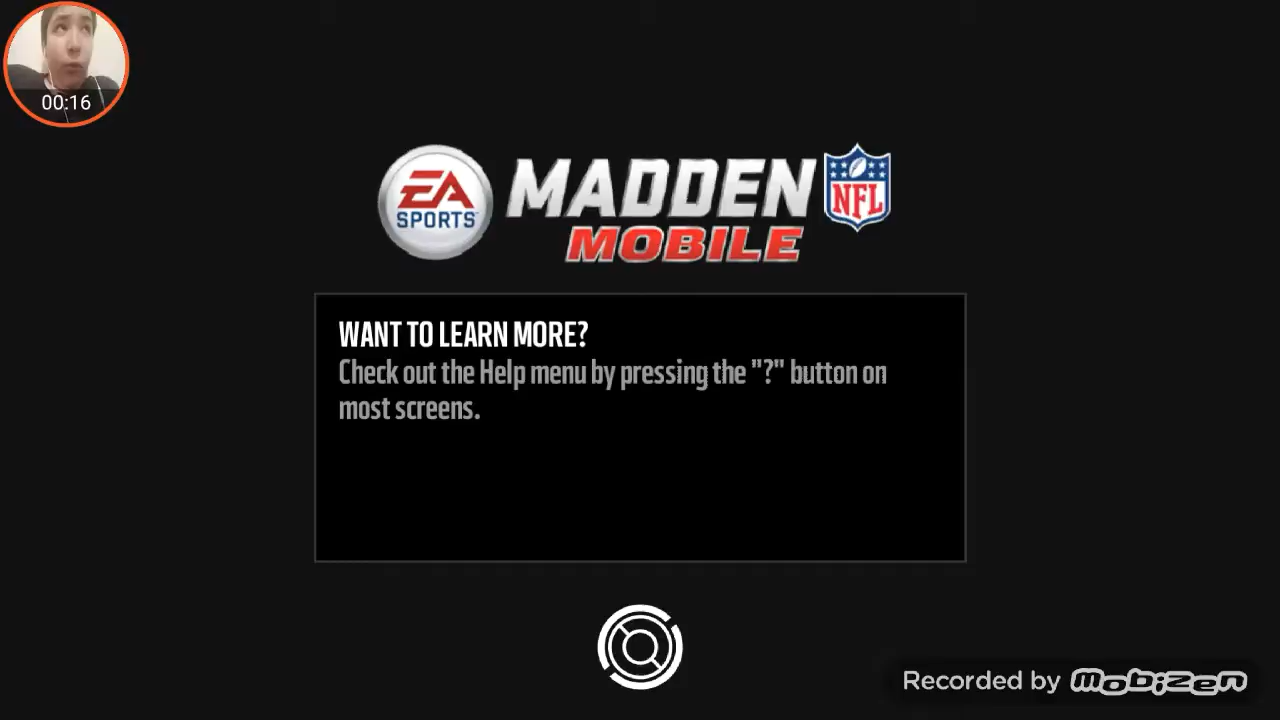 00:16
EA
SPORTS
MADDEN
NFL
MOBILE
WANT TO LEARN MORE?
Check out the Help menu by pressing the "?" button on
most screens.
Recorded by mobizen